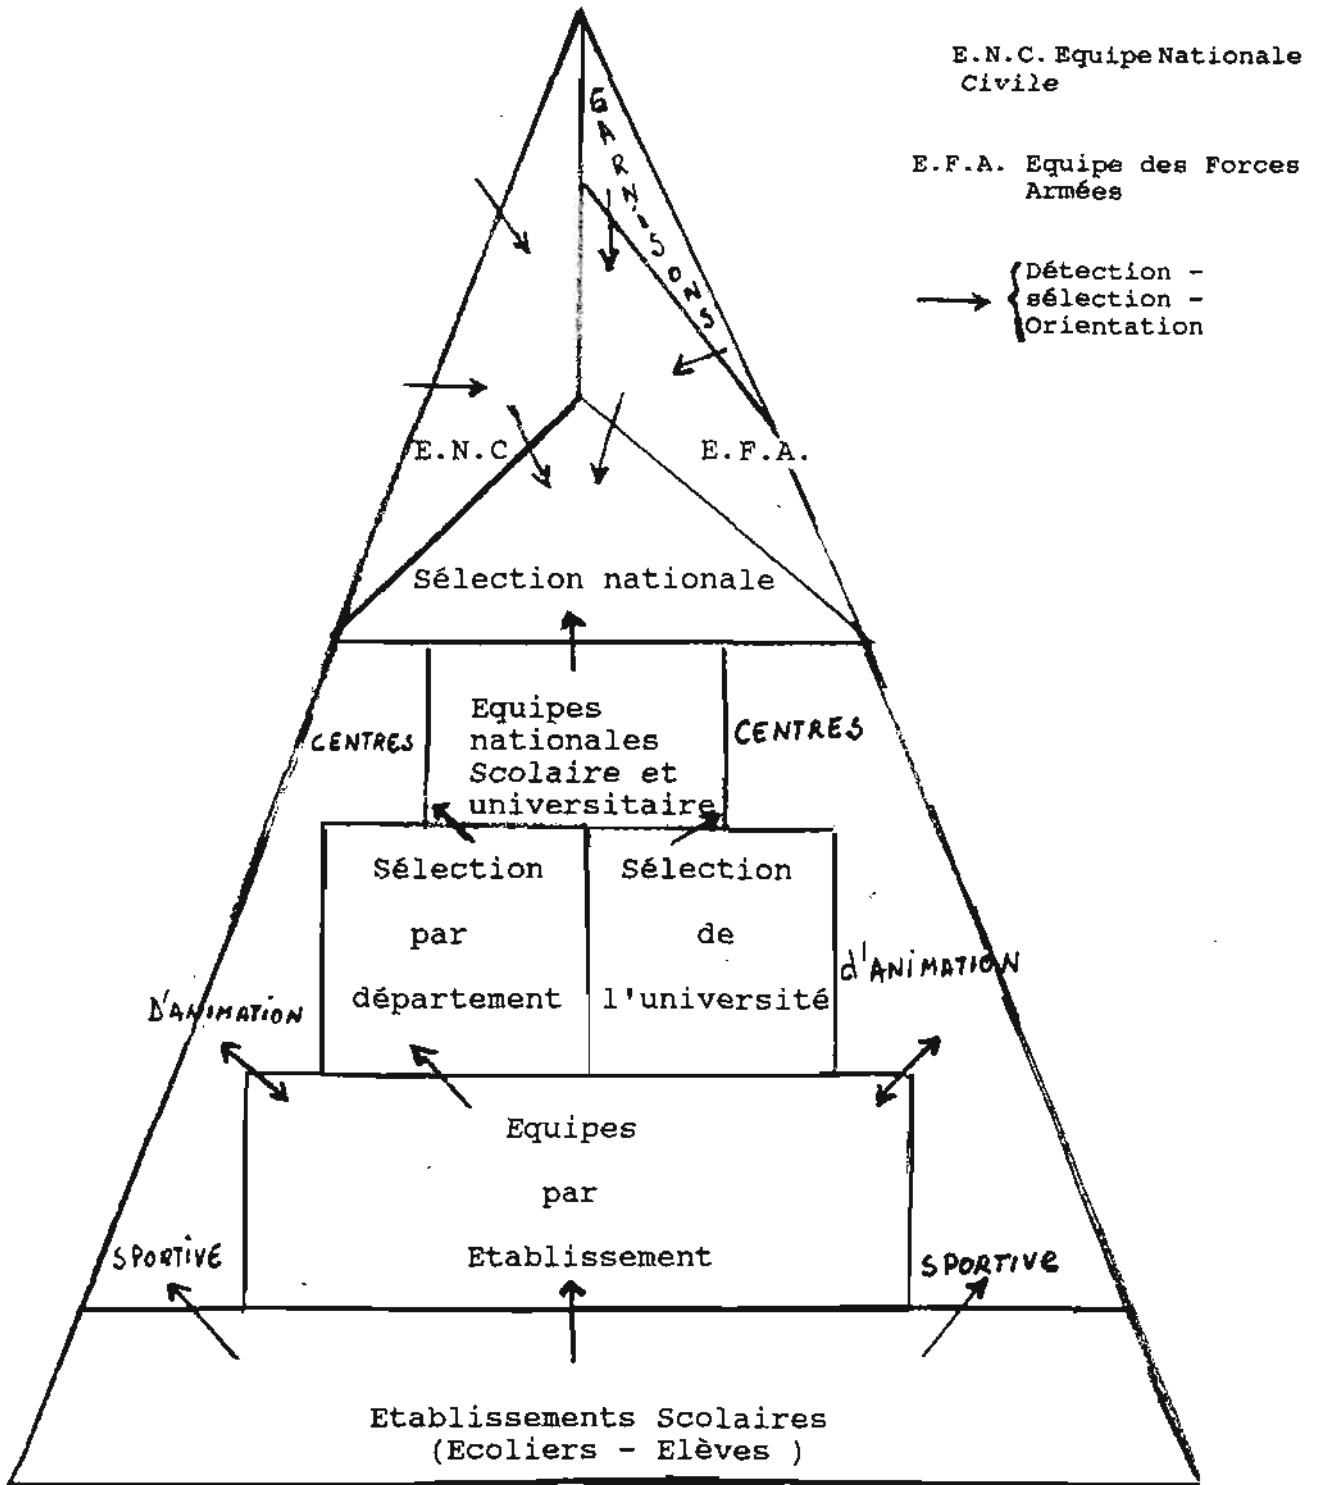 E.N.C. Equipe Nationale
Civile
E.F.A. Equipe des Forces
Armées
Détection -
sélection -
Orientation
GARNISONS
E.N.C
E.F.A.
Sélection nationale
CENTRES
Equipes
nationales
Scolaire et
universitaire
CENTRES
Sélection
par
département
Sélection
de
l'université
D'ANIMATION
d'ANIMATION
Equipes
par
Etablissement
SPORTIVE
SPORTIVE
Etablissements Scolaires
(Ecoliers - Elèves )